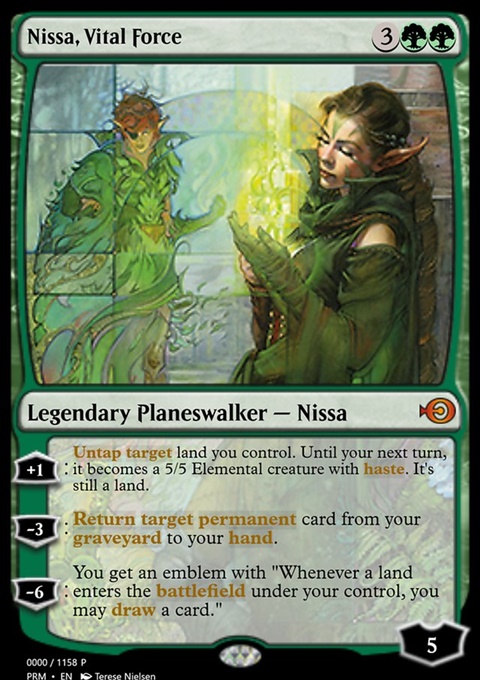 Nissa, Vital Force 3
Legendary Planeswalker — Nissa
+1 : Untap target land you control. Until your next turn,
it becomes a 5/5 Elemental creature with haste. It's
still a land.
-3 : Return target permanent card from your
graveyard to your hand.
-6 : You get an emblem with "Whenever a land
enters the battlefield under your control, you
may draw a card."
5
0000 / 1158 P
PRM • EN Terese Nielsen